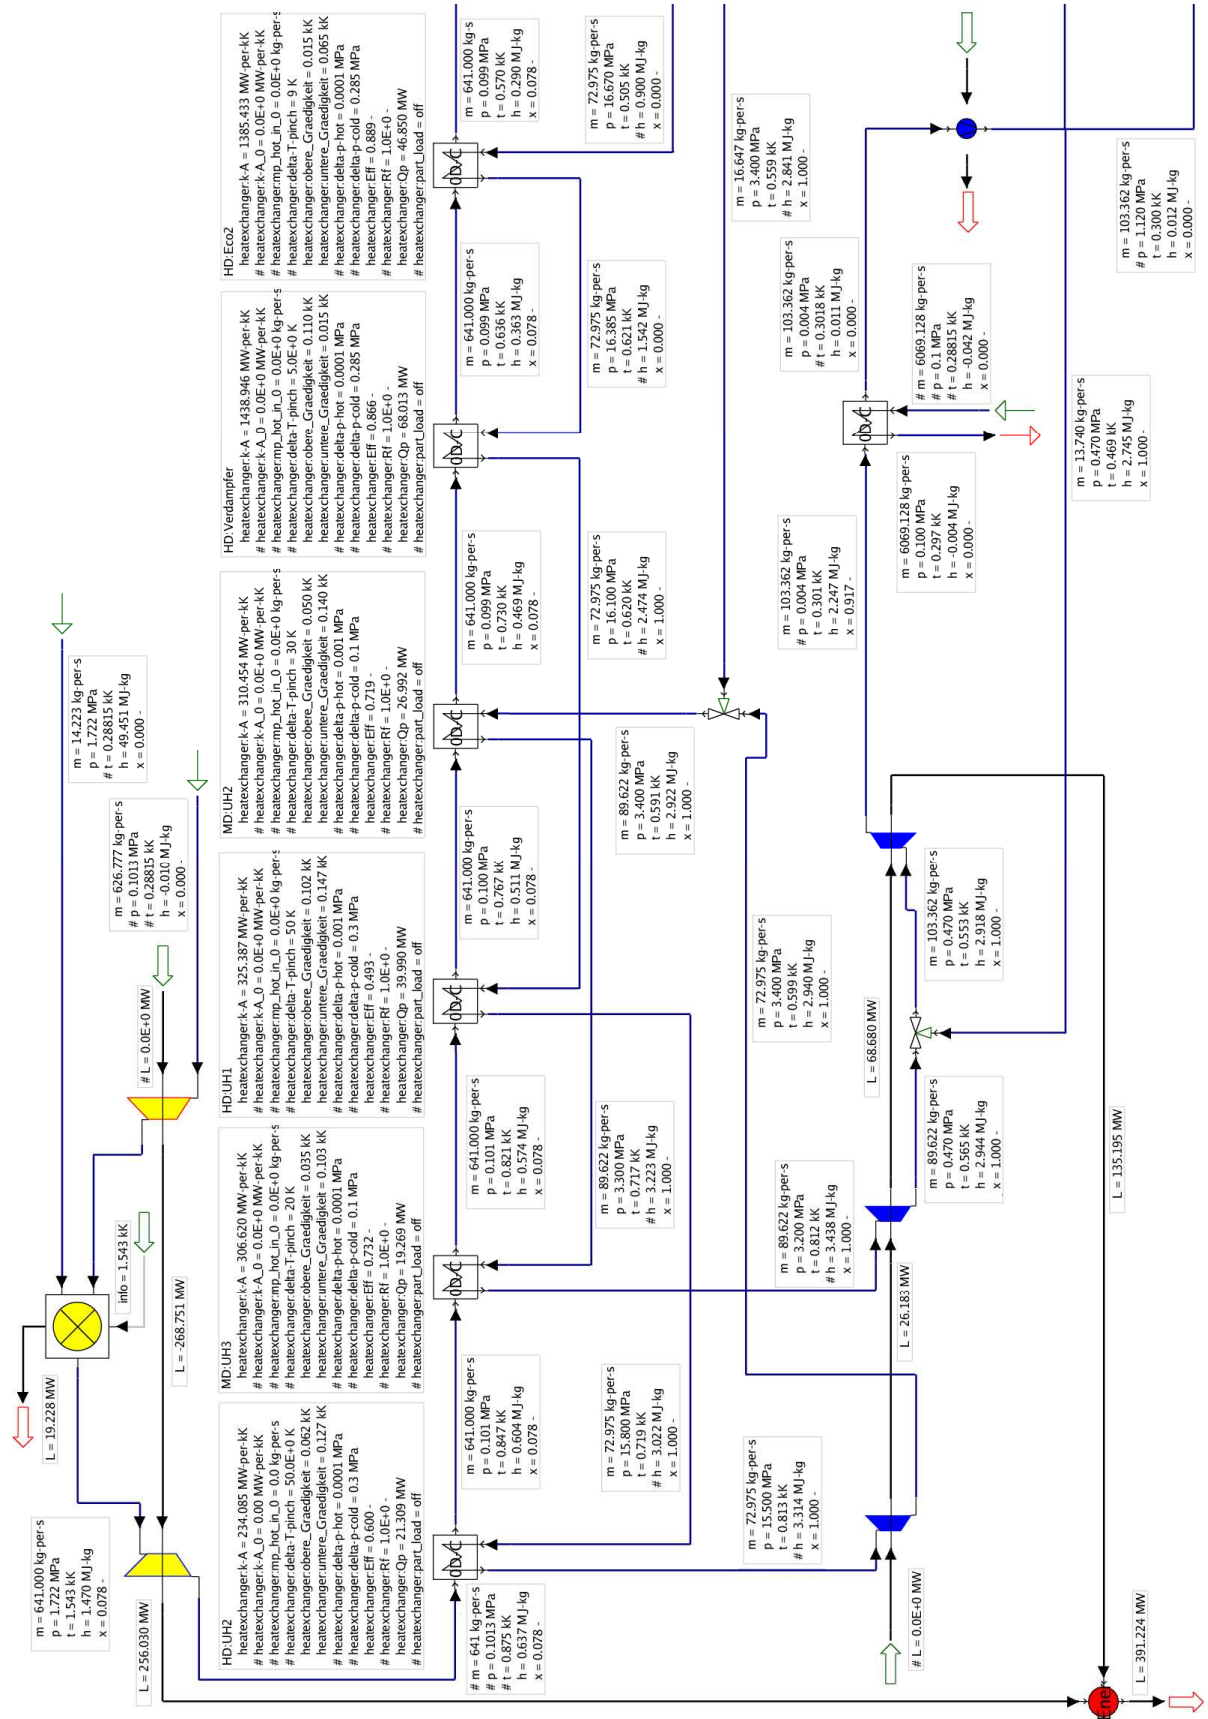 L = 19.228 MW
m = 641.000 kg-per-s
p = 1.722 MPa
t = 1.543 kK
h = 1.470 MJ-kg
x = 0.078 -
m = 14.223 kg-per-s
p = 1.722 MPa
# t = 0.28815 kK
h = 49.451 MJ-kg
x = 0.000 -
info = 1.543 kK
m = 626.777 kg-per-s
# p = 0.1013 MPa
# t = 0.28815 kK
h = -0.010 MJ-kg
x = 0.000 -
L = 256.030 MW
L = -268.751 MW
# L = 0.0E+0 MW
HD:UH2
heatexchanger:k-A = 234.085 MW-per-kK
# heatexchanger:k-A_0 = 0.00 MW-per-kK
# heatexchanger:mp_hot_in_0 = 0.0 kg-per-s
# heatexchanger:delta-T-pinch = 50.0E+0 K
heatexchanger:obere_Graedigkeit = 0.062 kK
heatexchanger:untere_Graedigkeit = 0.127 kK
# heatexchanger:delta-p-hot = 0.0001 MPa
# heatexchanger:delta-p-cold = 0.3 MPa
heatexchanger:Eff = 0.600 -
# heatexchanger:Rf = 1.0E+0 -
heatexchanger:Qp = 21.309 MW
# heatexchanger:part_load = off
MD:UH3
heatexchanger:k-A = 306.620 MW-per-kK
# heatexchanger:k-A_0 = 0.0E+0 MW-per-kK
# heatexchanger:mp_hot_in_0 = 0.0E+0 kg-per-s
# heatexchanger:delta-T-pinch = 20 K
heatexchanger:obere_Graedigkeit = 0.035 kK
heatexchanger:untere_Graedigkeit = 0.103 kK
# heatexchanger:delta-p-hot = 0.0001 MPa
# heatexchanger:delta-p-cold = 0.1 MPa
heatexchanger:Eff = 0.732 -
# heatexchanger:Rf = 1.0E+0 -
heatexchanger:Qp = 19.269 MW
# heatexchanger:part_load = off
HD:UH1
heatexchanger:k-A = 325.387 MW-per-kK
# heatexchanger:k-A_0 = 0.0E+0 MW-per-kK
# heatexchanger:mp_hot_in_0 = 0.0E+0 kg-per-s
# heatexchanger:delta-T-pinch = 50 K
heatexchanger:obere_Graedigkeit = 0.102 kK
heatexchanger:untere_Graedigkeit = 0.147 kK
# heatexchanger:delta-p-hot = 0.001 MPa
# heatexchanger:delta-p-cold = 0.3 MPa
heatexchanger:Eff = 0.493 -
# heatexchanger:Rf = 1.0E+0 -
heatexchanger:Qp = 39.990 MW
# heatexchanger:part_load = off
MD:UH2
heatexchanger:k-A = 310.454 MW-per-kK
# heatexchanger:k-A_0 = 0.0E+0 MW-per-kK
# heatexchanger:mp_hot_in_0 = 0.0E+0 kg-per-s
# heatexchanger:delta-T-pinch = 30 K
heatexchanger:obere_Graedigkeit = 0.050 kK
heatexchanger:untere_Graedigkeit = 0.140 kK
# heatexchanger:delta-p-hot = 0.001 MPa
# heatexchanger:delta-p-cold = 0.1 MPa
heatexchanger:Eff = 0.719 -
# heatexchanger:Rf = 1.0E+0 -
heatexchanger:Qp = 26.992 MW
# heatexchanger:part_load = off
HD:Verdampfer
heatexchanger:k-A = 1438.946 MW-per-kK
# heatexchanger:k-A_0 = 0.0E+0 MW-per-kK
# heatexchanger:mp_hot_in_0 = 0.0E+0 kg-per-s
# heatexchanger:delta-T-pinch = 5.0E+0 K
heatexchanger:obere_Graedigkeit = 0.110 kK
heatexchanger:untere_Graedigkeit = 0.015 kK
# heatexchanger:delta-p-hot = 0.0001 MPa
# heatexchanger:delta-p-cold = 0.285 MPa
heatexchanger:Eff = 0.866 -
# heatexchanger:Rf = 1.0E+0 -
heatexchanger:Qp = 68.013 MW
# heatexchanger:part_load = off
HD:Eco2
heatexchanger:k-A = 1385.433 MW-per-kK
# heatexchanger:k-A_0 = 0.0E+0 MW-per-kK
# heatexchanger:mp_hot_in_0 = 0.0E+0 kg-per-s
# heatexchanger:delta-T-pinch = 9 K
heatexchanger:obere_Graedigkeit = 0.015 kK
heatexchanger:untere_Graedigkeit = 0.065 kK
# heatexchanger:delta-p-hot = 0.0001 MPa
# heatexchanger:delta-p-cold = 0.285 MPa
heatexchanger:Eff = 0.889 -
# heatexchanger:Rf = 1.0E+0 -
heatexchanger:Qp = 46.850 MW
# heatexchanger:part_load = off
0D/C
0D/C
0D/C
0D/C
0D/C
0D/C
# m = 641 kg-per-s
# p = 0.1013 MPa
# t = 0.875 kK
h = 0.637 MJ-kg
x = 0.078 -
m = 641.000 kg-per-s
p = 0.101 MPa
t = 0.847 kK
h = 0.604 MJ-kg
x = 0.078 -
m = 641.000 kg-per-s
p = 0.101 MPa
t = 0.821 kK
h = 0.574 MJ-kg
x = 0.078 -
m = 641.000 kg-per-s
p = 0.100 MPa
t = 0.767 kK
h = 0.511 MJ-kg
x = 0.078 -
m = 641.000 kg-per-s
p = 0.099 MPa
t = 0.730 kK
h = 0.469 MJ-kg
x = 0.078 -
m = 641.000 kg-per-s
p = 0.099 MPa
t = 0.636 kK
h = 0.363 MJ-kg
x = 0.078 -
m = 641.000 kg-s
p = 0.099 MPa
t = 0.570 kK
h = 0.290 MJ-kg
x = 0.078 -
m = 72.975 kg-per-s
p = 15.800 MPa
t = 0.719 kK
# h = 3.022 MJ-kg
x = 1.000 -
m = 89.622 kg-per-s
p = 3.300 MPa
t = 0.717 kK
# h = 3.223 MJ-kg
x = 1.000 -
m = 89.622 kg-per-s
p = 3.400 MPa
t = 0.591 kK
h = 2.922 MJ-kg
x = 1.000 -
m = 72.975 kg-per-s
p = 16.100 MPa
t = 0.620 kK
# h = 2.474 MJ-kg
x = 1.000 -
m = 72.975 kg-per-s
p = 16.385 MPa
t = 0.621 kK
# h = 1.542 MJ-kg
x = 0.000 -
m = 72.975 kg-per-s
p = 16.670 MPa
t = 0.505 kK
# h = 0.900 MJ-kg
x = 0.000 -
m = 72.975 kg-per-s
p = 15.500 MPa
t = 0.813 kK
# h = 3.314 MJ-kg
x = 1.000 -
m = 89.622 kg-per-s
p = 3.200 MPa
t = 0.812 kK
# h = 3.438 MJ-kg
x = 1.000 -
m = 72.975 kg-per-s
p = 3.400 MPa
t = 0.599 kK
h = 2.940 MJ-kg
x = 1.000 -
m = 103.362 kg-per-s
# p = 0.004 MPa
t = 0.301 kK
h = 2.247 MJ-kg
x = 0.917 -
m = 103.362 kg-per-s
p = 0.004 MPa
# t = 0.3018 kK
h = 0.011 MJ-kg
x = 0.000 -
m = 16.647 kg-per-s
p = 3.400 MPa
t = 0.559 kK
# h = 2.841 MJ-kg
x = 1.000 -
0D/C
# L = 0.0E+0 MW
L = 26.183 MW
L = 68.680 MW
m = 89.622 kg-per-s
p = 0.470 MPa
t = 0.565 kK
h = 2.944 MJ-kg
x = 1.000 -
m = 103.362 kg-per-s
p = 0.470 MPa
t = 0.553 kK
h = 2.918 MJ-kg
x = 1.000 -
m = 6069.128 kg-per-s
p = 0.100 MPa
t = 0.297 kK
h = -0.004 MJ-kg
x = 0.000 -
# m = 6069.128 kg-per-s
# p = 0.1 MPa
# t = 0.28815 kK
h = -0.042 MJ-kg
x = 0.000 -
m = 13.740 kg-per-s
p = 0.470 MPa
t = 0.469 kK
h = 2.745 MJ-kg
x = 1.000 -
m = 103.362 kg-per-s
# p = 1.120 MPa
t = 0.300 kK
h = 0.012 MJ-kg
x = 0.000 -
L = 135.195 MW
Ener
L = 391.224 MW